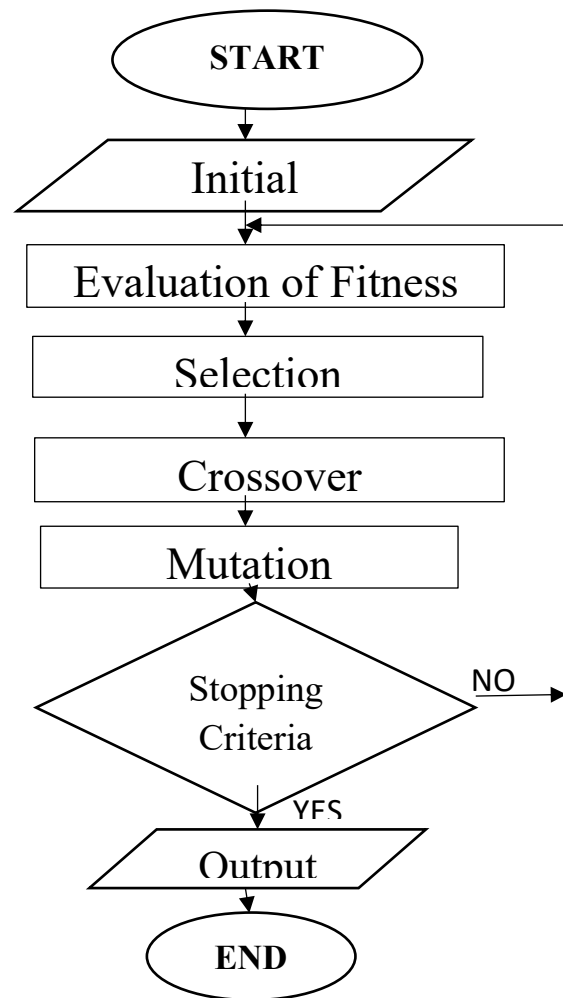 START
Initial
Evaluation of Fitness
Selection
Crossover
Mutation
Stopping
Criteria
NO
YES
Output
END